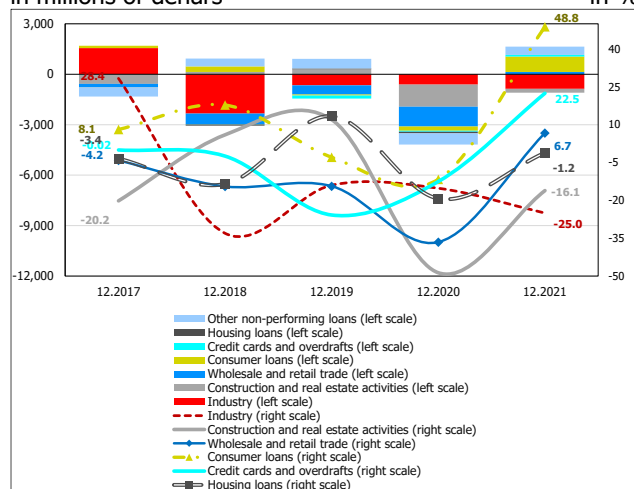 in millions of denars in %
3,000
0
-3,000
-6,000
-9,000
-12,000
40
25
10
-5
-20
-35
-50
28.4
8.1
-3.4
-0.02
-4.2
-20.2
48.8
22.5
6.7
-1.2
-16.1
-25.0
12.2017 12.2018 12.2019 12.2020 12.2021
Other non-performing loans (left scale)
Housing loans (left scale)
Credit cards and overdrafts (left scale)
Consumer loans (left scale)
Wholesale and retail trade (left scale)
Construction and real estate activities (left scale)
Industry (left scale)
Industry (right scale)
Construction and real estate activities (right scale)
Wholesale and retail trade (right scale)
Consumer loans (right scale)
Credit cards and overdrafts (right scale)
Housing loans (right scale)